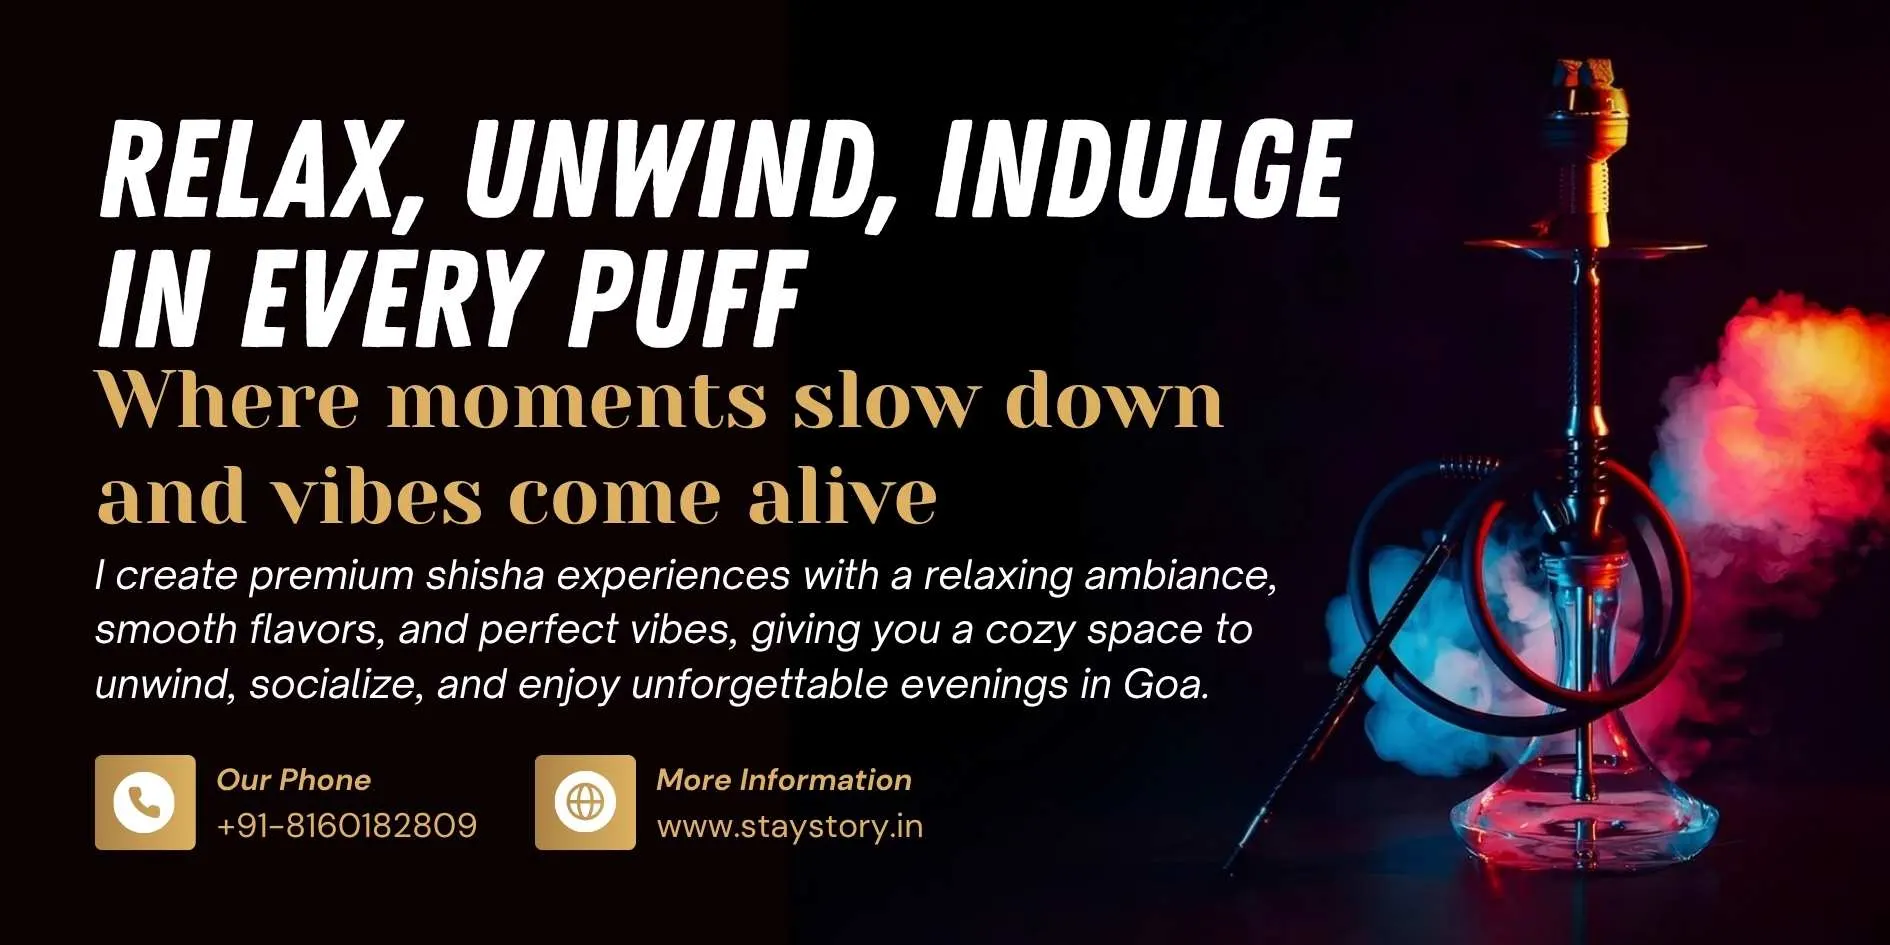 RELAX, UNWIND, INDULGE
IN EVERY PUFF
Where moments slow down
and vibes come alive
I create premium shisha experiences with a relaxing ambiance,
smooth flavors, and perfect vibes, giving you a cozy space to
unwind, socialize, and enjoy unforgettable evenings in Goa.
Our Phone
+91-8160182809
More Information
www.staystory.in